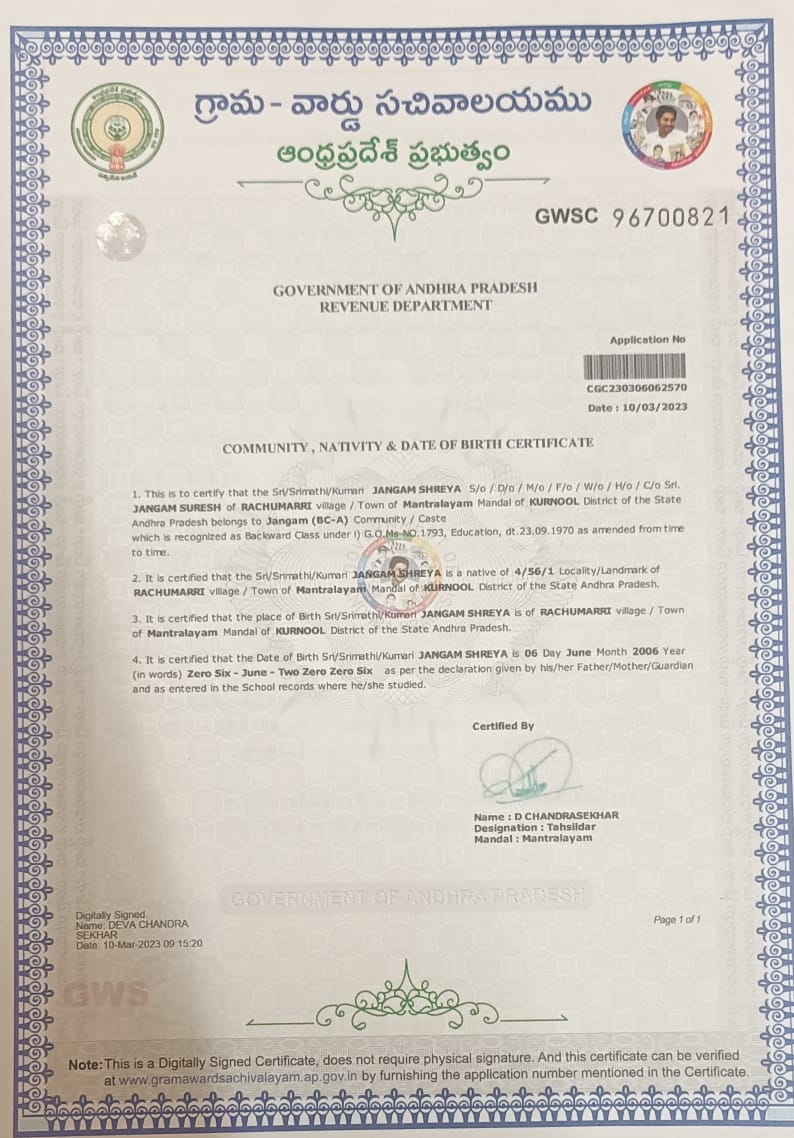 గ్రామ - వార్డు సచివాలయము
ఆంధ్రప్రదేశ్ ప్రభుత్వం
GWSC 96700821
GOVERNMENT OF ANDHRA PRADESH
REVENUE DEPARTMENT
Application No
CGC230306062570
Date : 10/03/2023
COMMUNITY , NATIVITY & DATE OF BIRTH CERTIFICATE
1. This is to certify that the Sri/Srimathi/Kumari JANGAM SHREYA S/o / D/o / M/o / F/o / W/o / H/o / C/o Sri.
JANGAM SURESH of RACHUMARRI village / Town of Mantralayam Mandal of KURNOOL District of the State
Andhra Pradesh belongs to Jangam (BC-A) Community / Caste
which is recognized as Backward Class under I) G.O.Ms-NO.1793, Education, dt.23.09.1970 as amended from time
to time.
2. It is certified that the Sri/Srimathi/Kumari JANGAM SHREYA is a native of 4/56/1 Locality/Landmark of
RACHUMARRI village / Town of Mantralayam Mandal of KURNOOL District of the State Andhra Pradesh.
3. It is certified that the place of Birth Sri/Srimathi/Kumari JANGAM SHREYA is of RACHUMARRI village / Town
of Mantralayam Mandal of KURNOOL District of the State Andhra Pradesh.
4. It is certified that the Date of Birth Sri/Srimathi/Kumari JANGAM SHREYA is 06 Day June Month 2006 Year
(in words) Zero Six - June - Two Zero Zero Six as per the declaration given by his/her Father/Mother/Guardian
and as entered in the School records where he/she studied.
Certified By
Name : D CHANDRASEKHAR
Designation : Tahsildar
Mandal : Mantralayam
GOVERNMENT OF ANDHRA PRADESH
Digitally Signed
Name: DEVA CHANDRA
SEKHAR
Date: 10-Mar-2023 09:15:20
Page 1 of 1
GWS
Note: This is a Digitally Signed Certificate, does not require physical signature. And this certificate can be verified
at www.gramawardsachivalayam.ap.gov.in by furnishing the application number mentioned in the Certificate.